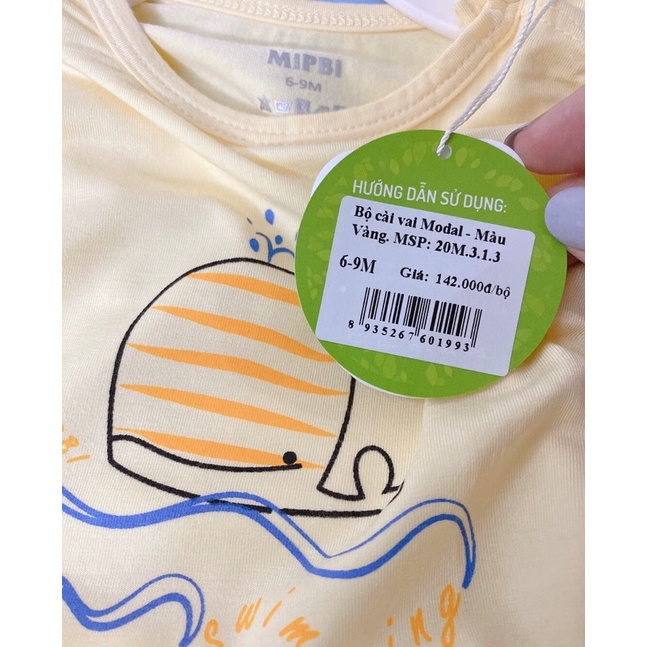 MIPBI
6-9M
HƯỚNG DẪN SỬ DỤNG:
Bộ cài vai Modal - Màu
Vàng. MSP: 20M.3.1.3
6-9M Giá: 142.000đ/bộ
8 935267 601993